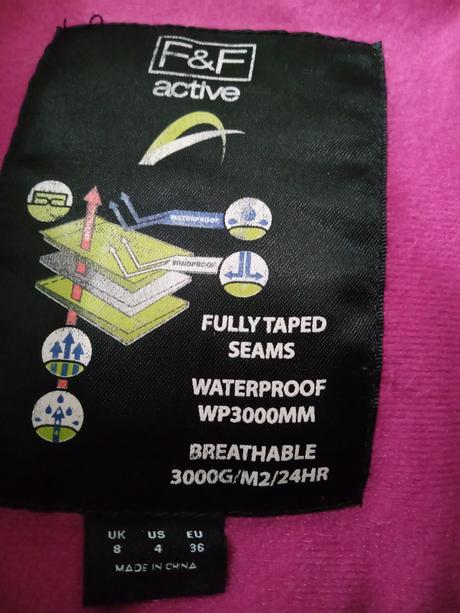 F&F
active
WATERPROOF
WINDPROOF
FULLY TAPED
SEAMS
WATERPROOF
WP3000MM
BREATHABLE
3000G/M2/24HR
UK US EU
8 4 36
MADE IN CHINA